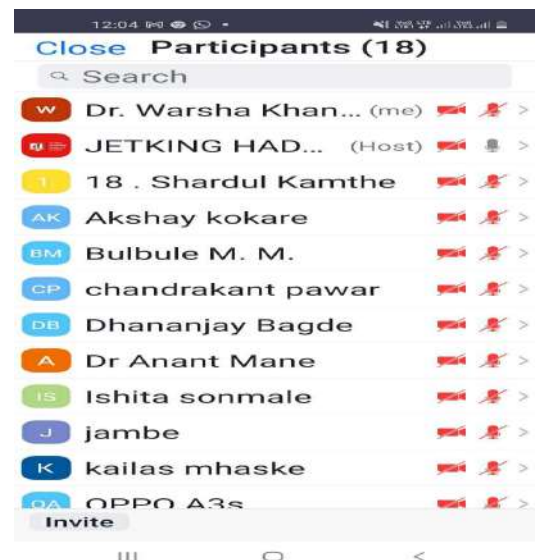 12:04
Close Participants (18)
Search
W Dr. Warsha Khan... (me)
JETKING HAD... (Host)
1. 18 . Shardul Kamthe
AK Akshay kokare
BM Bulbule M. M.
CP chandrakant pawar
DB Dhananjay Bagde
A Dr Anant Mane
IS Ishita sonmale
J jambe
K kailas mhaske
OA OPPO A3s
Invite